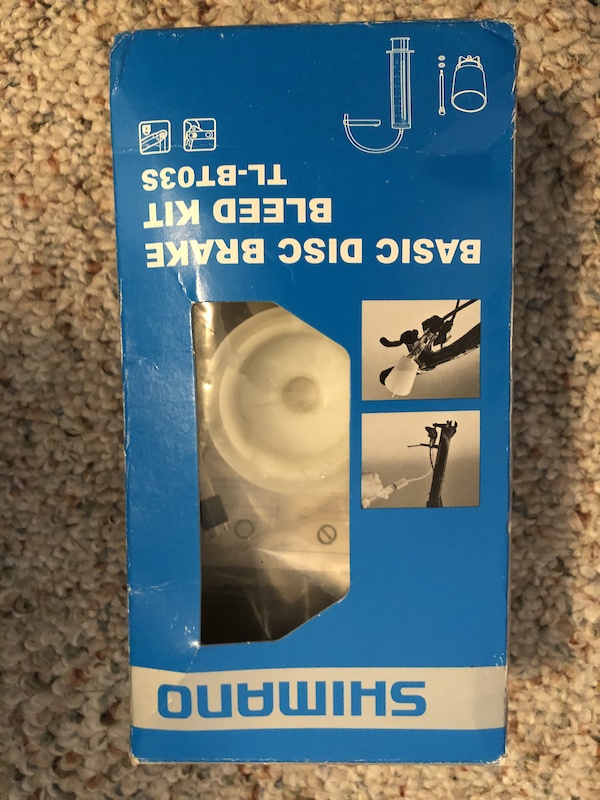 SHIMANO
BASIC DISC BRAKE
BLEED KIT
TL-BT03S